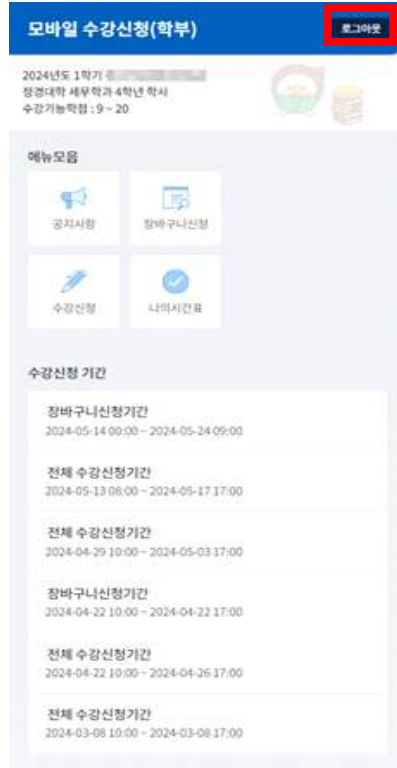 모바일 수강신청(학부)
로그아웃
2024년도 1학기
정경대학 세무학과 4학년 학사
수강가능학점 : 9 ~ 20
메뉴모음
공지사항
장바구니신청
수강신청
나의시간표
수강신청 기간
장바구니신청기간
2024-05-14 00:00 ~ 2024-05-24 09:00
전체 수강신청기간
2024-05-13 06:00 ~ 2024-05-17 17:00
전체 수강신청기간
2024-04-29 10:00 ~ 2024-05-03 17:00
장바구니신청기간
2024-04-22 10:00 ~ 2024-04-22 17:00
전체 수강신청기간
2024-04-22 10:00 ~ 2024-04-26 17:00
전체 수강신청기간
2024-03-08 10:00 ~ 2024-03-08 17:00